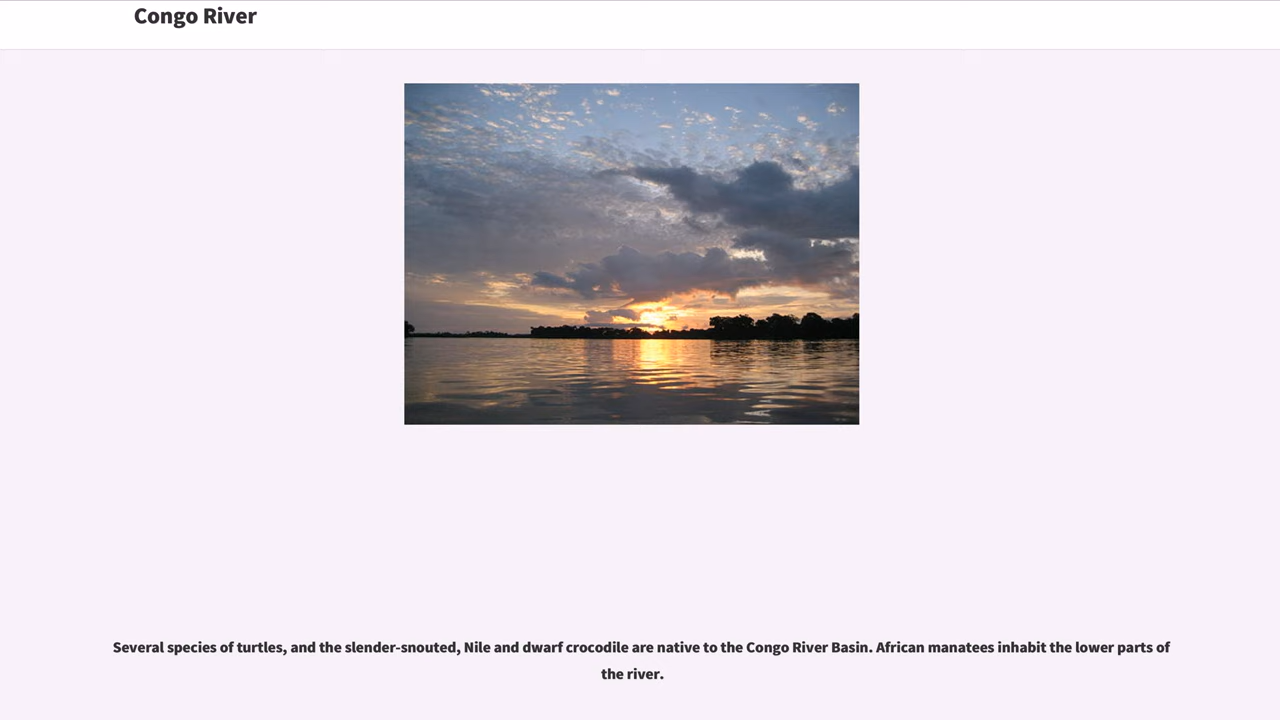 Congo River
Several species of turtles, and the slender-snouted, Nile and dwarf crocodile are native to the Congo River Basin. African manatees inhabit the lower parts of
the river.